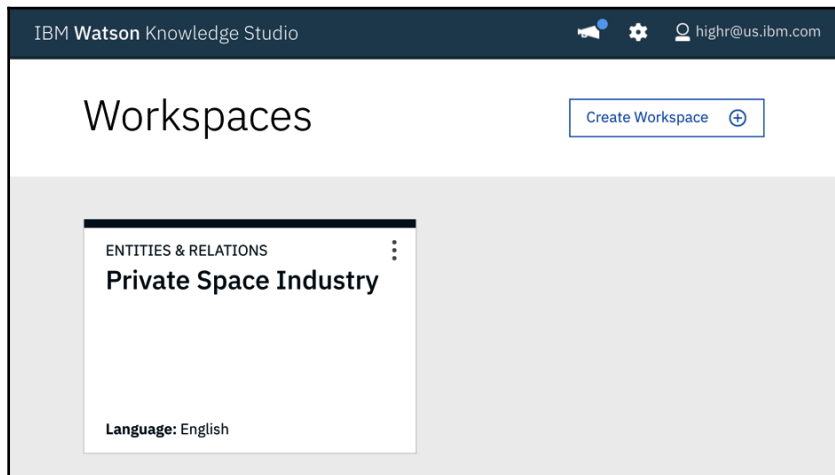 IBM Watson Knowledge Studio
highr@us.ibm.com
Workspaces
Create Workspace
ENTITIES & RELATIONS
Private Space Industry
Language: English